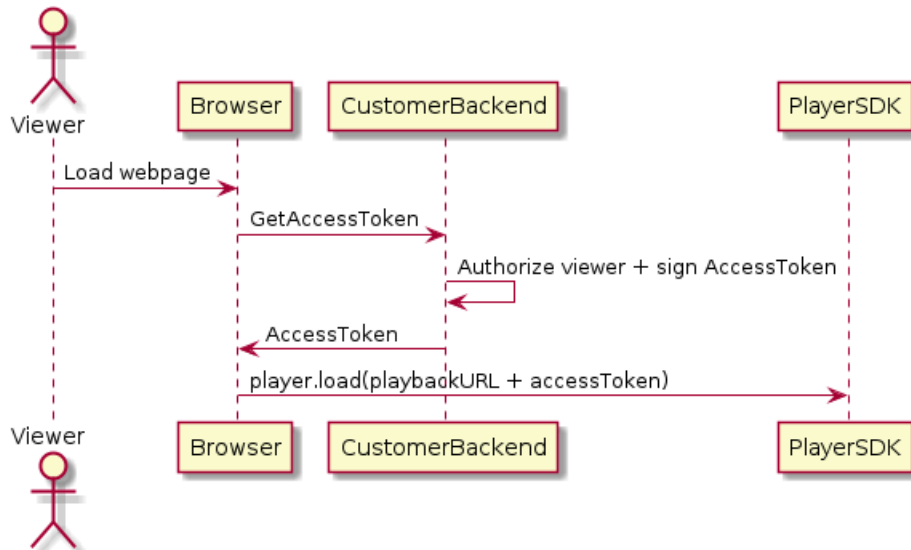 Viewer
Browser
CustomerBackend
PlayerSDK
Load webpage
GetAccessToken
Authorize viewer + sign AccessToken
AccessToken
player.load(playbackURL + accessToken)
Viewer
Browser
CustomerBackend
PlayerSDK